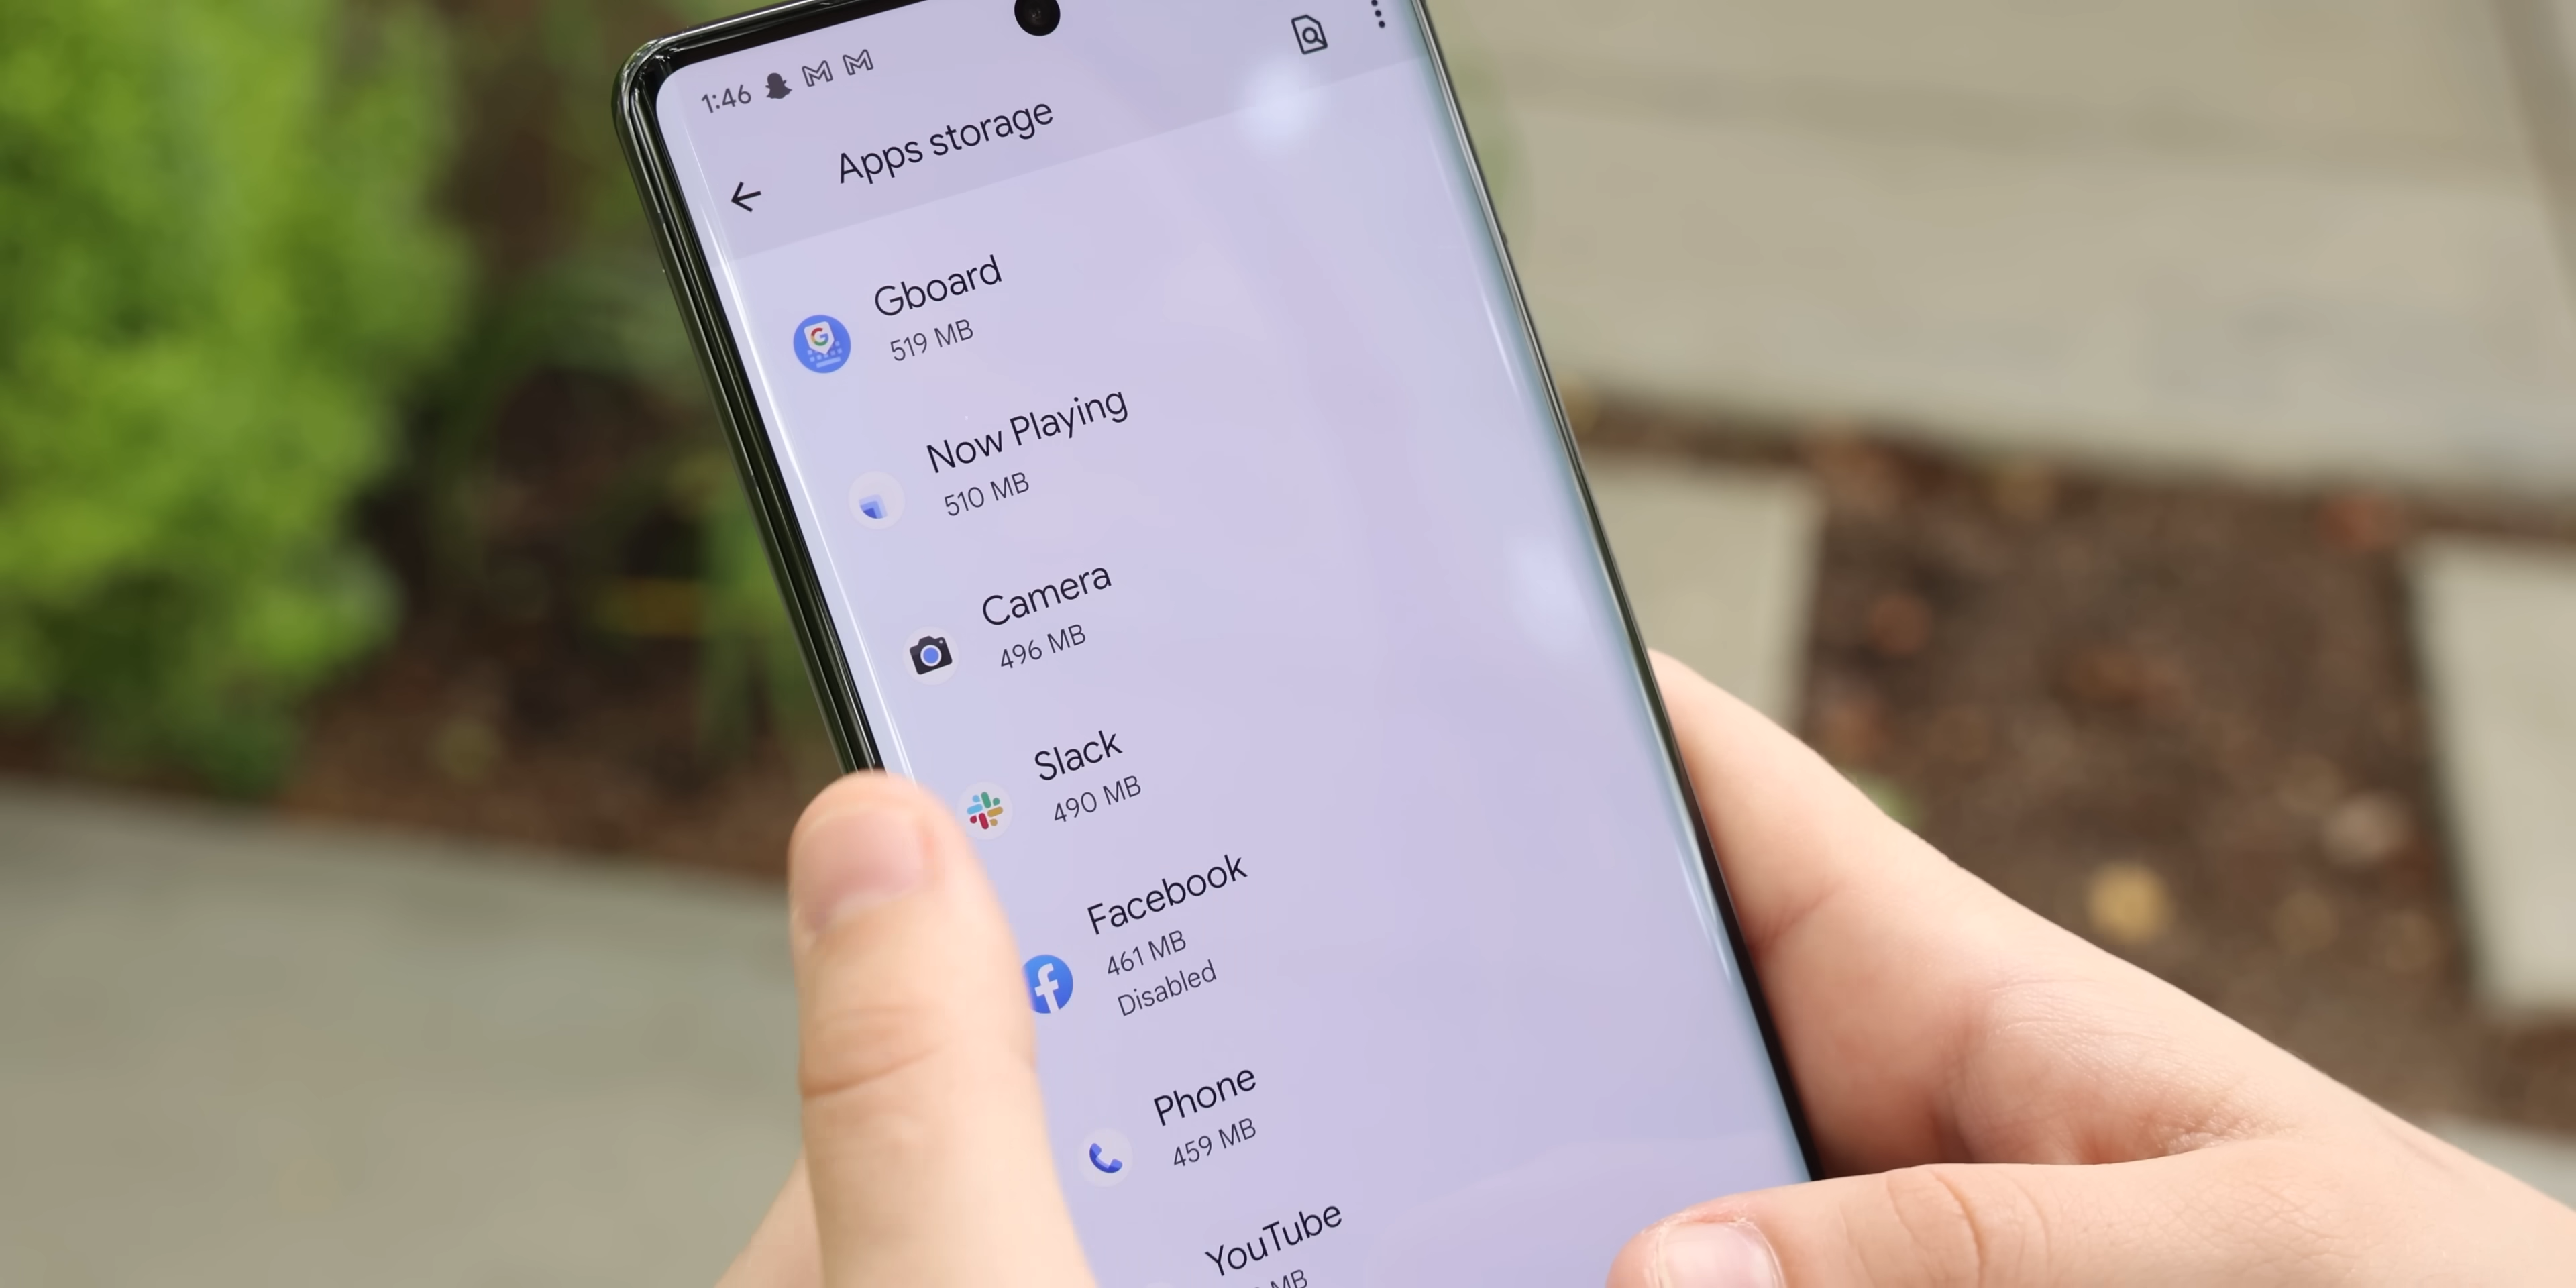 1:46
Apps storage
Gboard
519 MB
Now Playing
510 MB
Camera
496 MB
Slack
490 MB
Facebook
461 MB
Disabled
Phone
459 MB
YouTube
MB